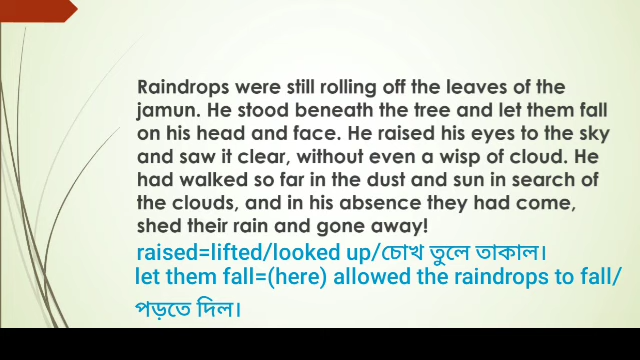 Raindrops were still rolling off the leaves of the
jamun. He stood beneath the tree and let them fall
on his head and face. He raised his eyes to the sky
and saw it clear, without even a wisp of cloud. He
had walked so far in the dust and sun in search of
the clouds, and in his absence they had come,
shed their rain and gone away!
raised=lifted/looked up/চোখ তুলে তাকাল।
let them fall=(here) allowed the raindrops to fall/
পড়তে দিল।